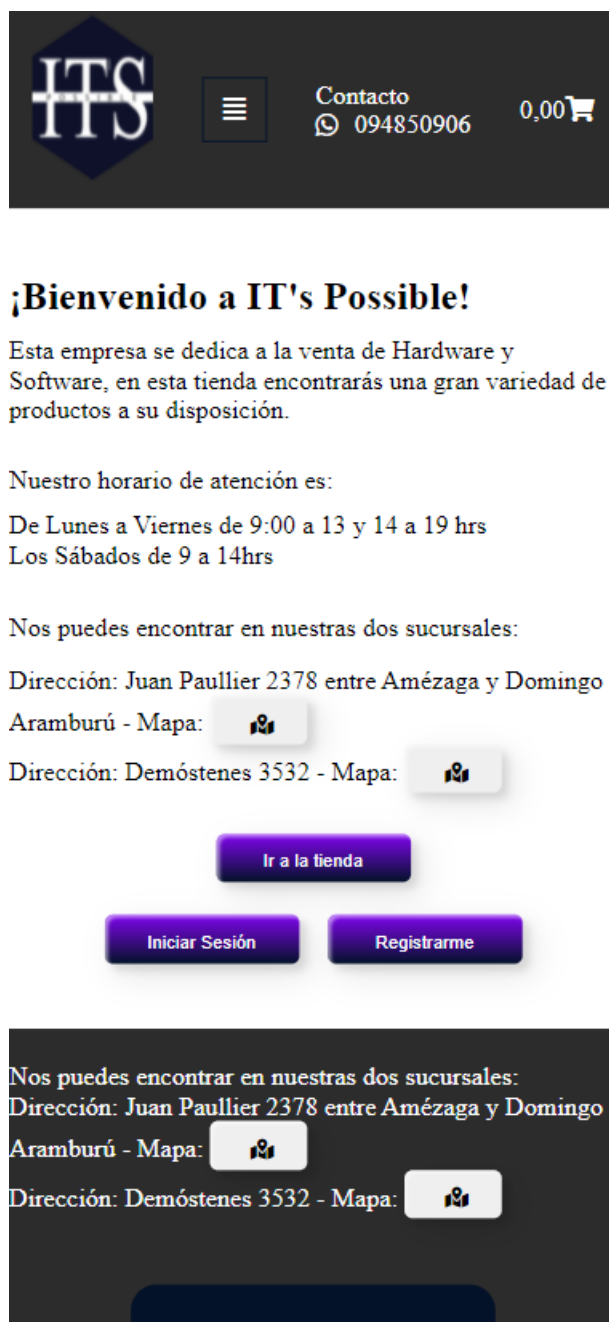 ITS
Contacto
094850906
0,00
¡Bienvenido a IT's Possible!
Esta empresa se dedica a la venta de Hardware y
Software, en esta tienda encontrarás una gran variedad de
productos a su disposición.
Nuestro horario de atención es:
De Lunes a Viernes de 9:00 a 13 y 14 a 19 hrs
Los Sábados de 9 a 14hrs
Nos puedes encontrar en nuestras dos sucursales:
Dirección: Juan Paullier 2378 entre Amézaga y Domingo
Aramburú - Mapa:
Dirección: Demóstenes 3532 - Mapa:
Ir a la tienda
Iniciar Sesión
Registrarme
Nos puedes encontrar en nuestras dos sucursales:
Dirección: Juan Paullier 2378 entre Amézaga y Domingo
Aramburú - Mapa:
Dirección: Demóstenes 3532 - Mapa: